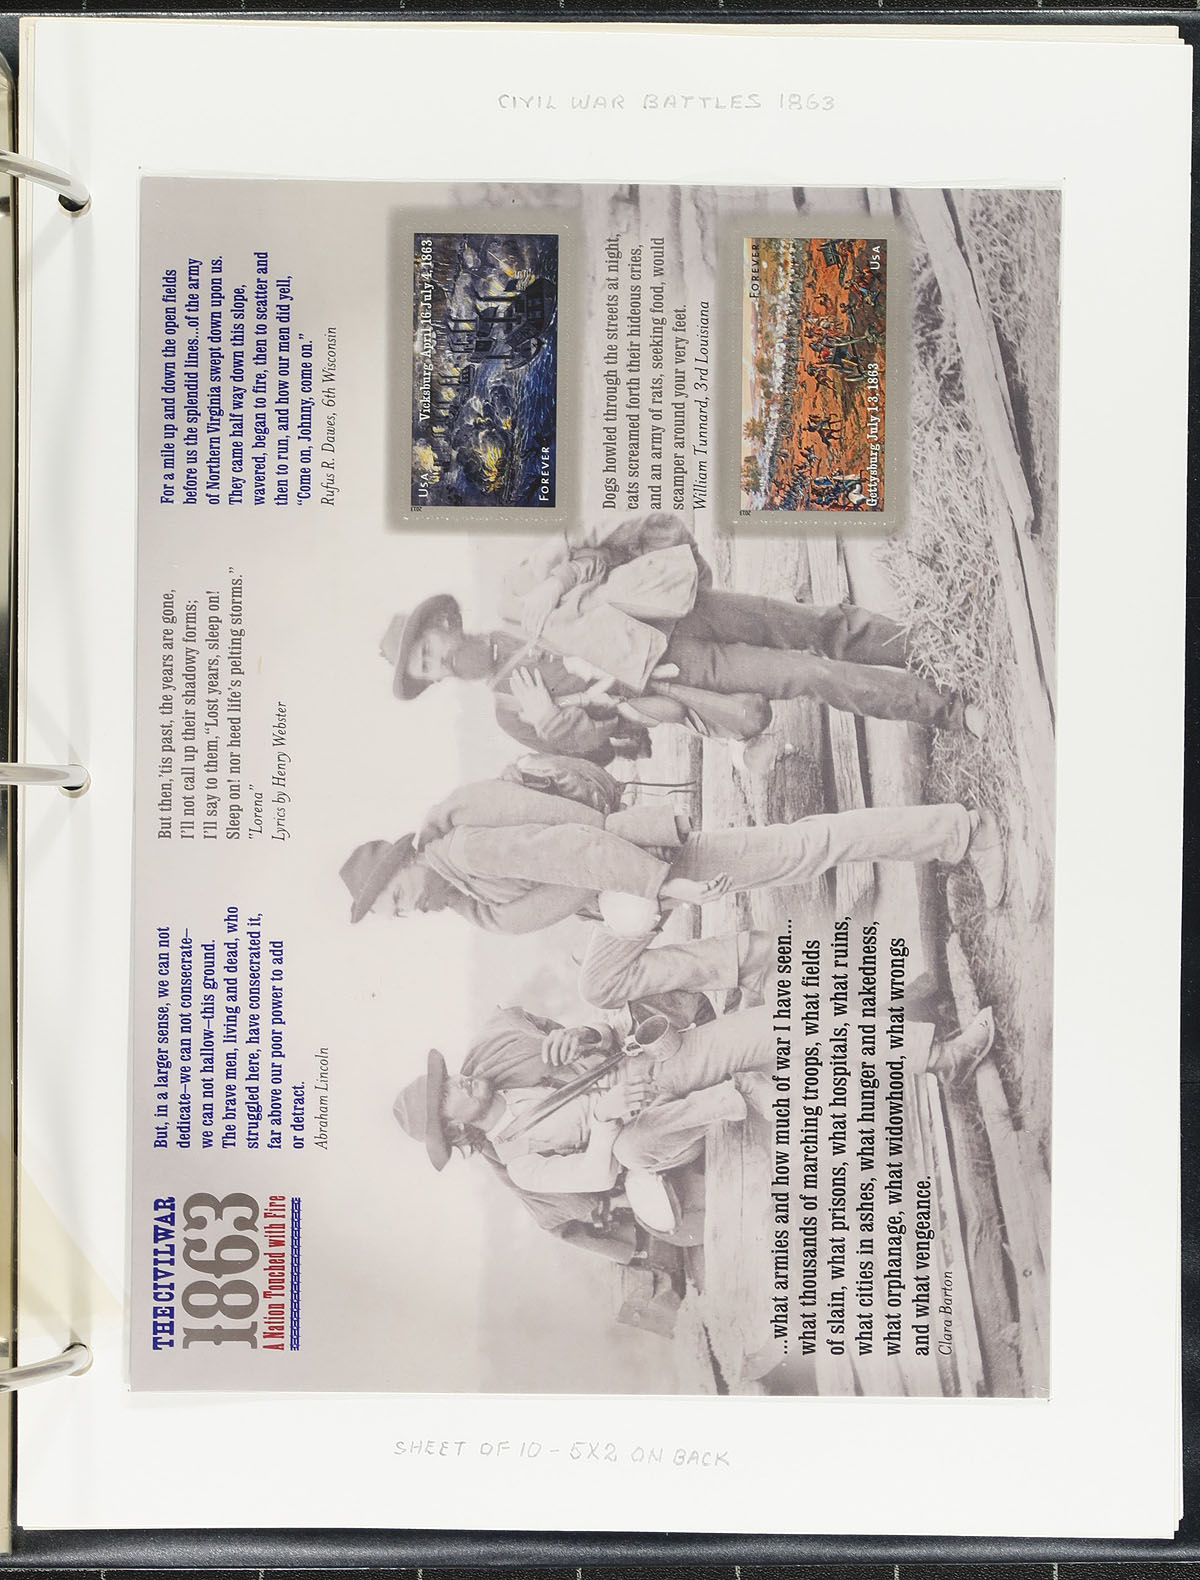 CIVIL WAR BATTLES 1863
THE CIVIL WAR
1863
A Nation Touched with Fire
But, in a larger sense, we can not
dedicate—we can not consecrate—
we can not hallow—this ground.
The brave men, living and dead, who
struggled here, have consecrated it,
far above our poor power to add
or detract.
Abraham Lincoln
But then, 'tis past, the years are gone,
I'll not call up their shadowy forms;
I'll say to them, "Lost years, sleep on!
Sleep on! nor heed life's pelting storms."
"Lorena"
Lyrics by Henry Webster
For a mile up and down the open fields
before us the splendid lines...of the army
of Northern Virginia swept down upon us.
They came half way down this slope,
wavered, began to fire, then to scatter and
then to run, and how our men did yell,
"Come on, Johnny, come on."
Rufus R. Dawes, 6th Wisconsin
USA Vicksburg April 16-July 4, 1863
FOREVER
2013
Dogs howled through the streets at night,
cats screamed forth their hideous cries,
and an army of rats, seeking food, would
scamper around your very feet.
William Tunnard, 3rd Louisiana
FOREVER
Gettysburg July 1-3, 1863 USA
2013
...what armies and how much of war I have seen...
what thousands of marching troops, what fields
of slain, what prisons, what hospitals, what ruins,
what cities in ashes, what hunger and nakedness,
what orphanage, what widowhood, what wrongs
and what vengeance.
Clara Barton
SHEET OF 10 - 5X2 ON BACK